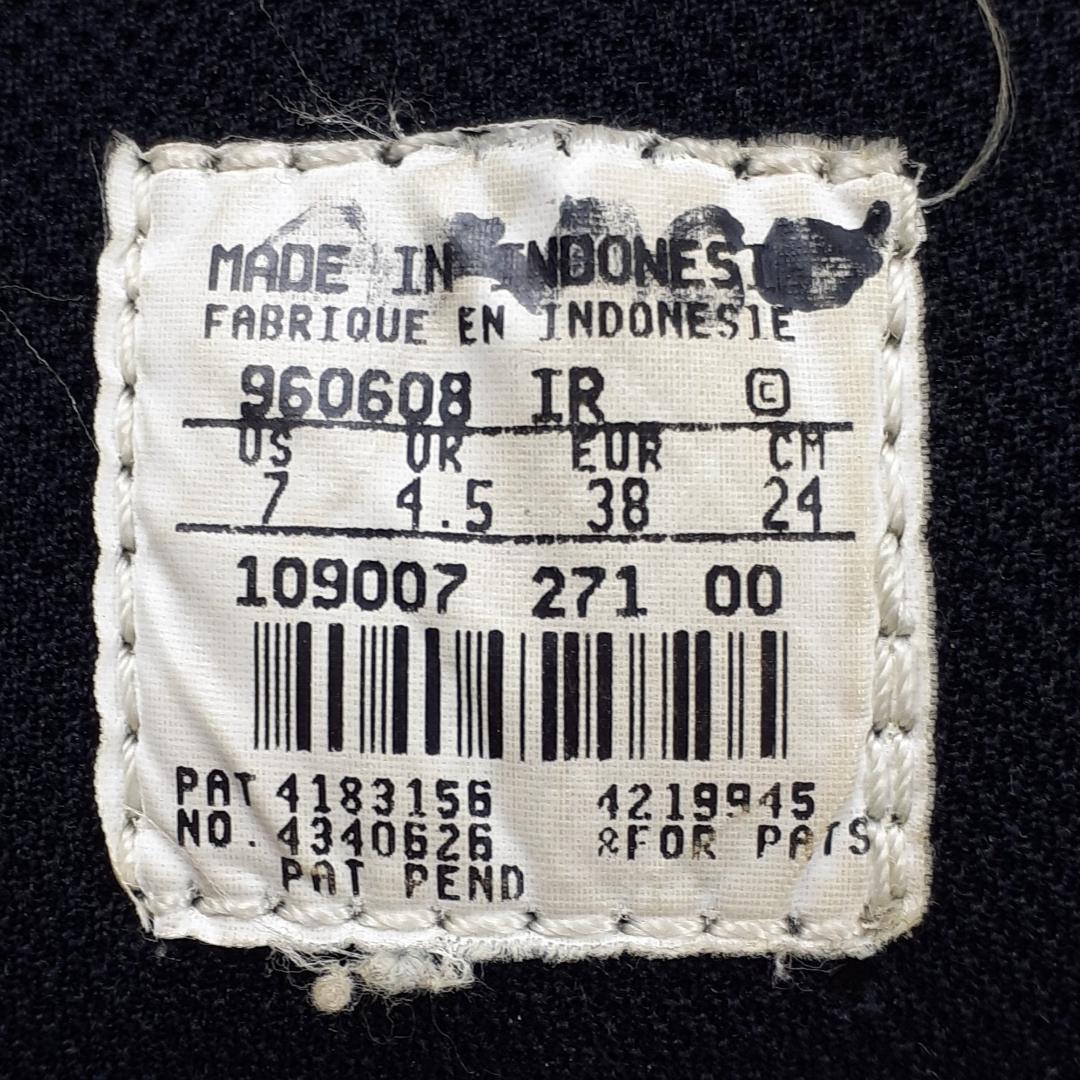 MADE IN INDONESIA
FABRIQUE EN INDONESIE
960608 IR ©
US UK EUR CM
7 4.5 38 24
109007 271 00
PAT 4183156 4219945
NO. 4340626 &FOR PATS
PAT PEND